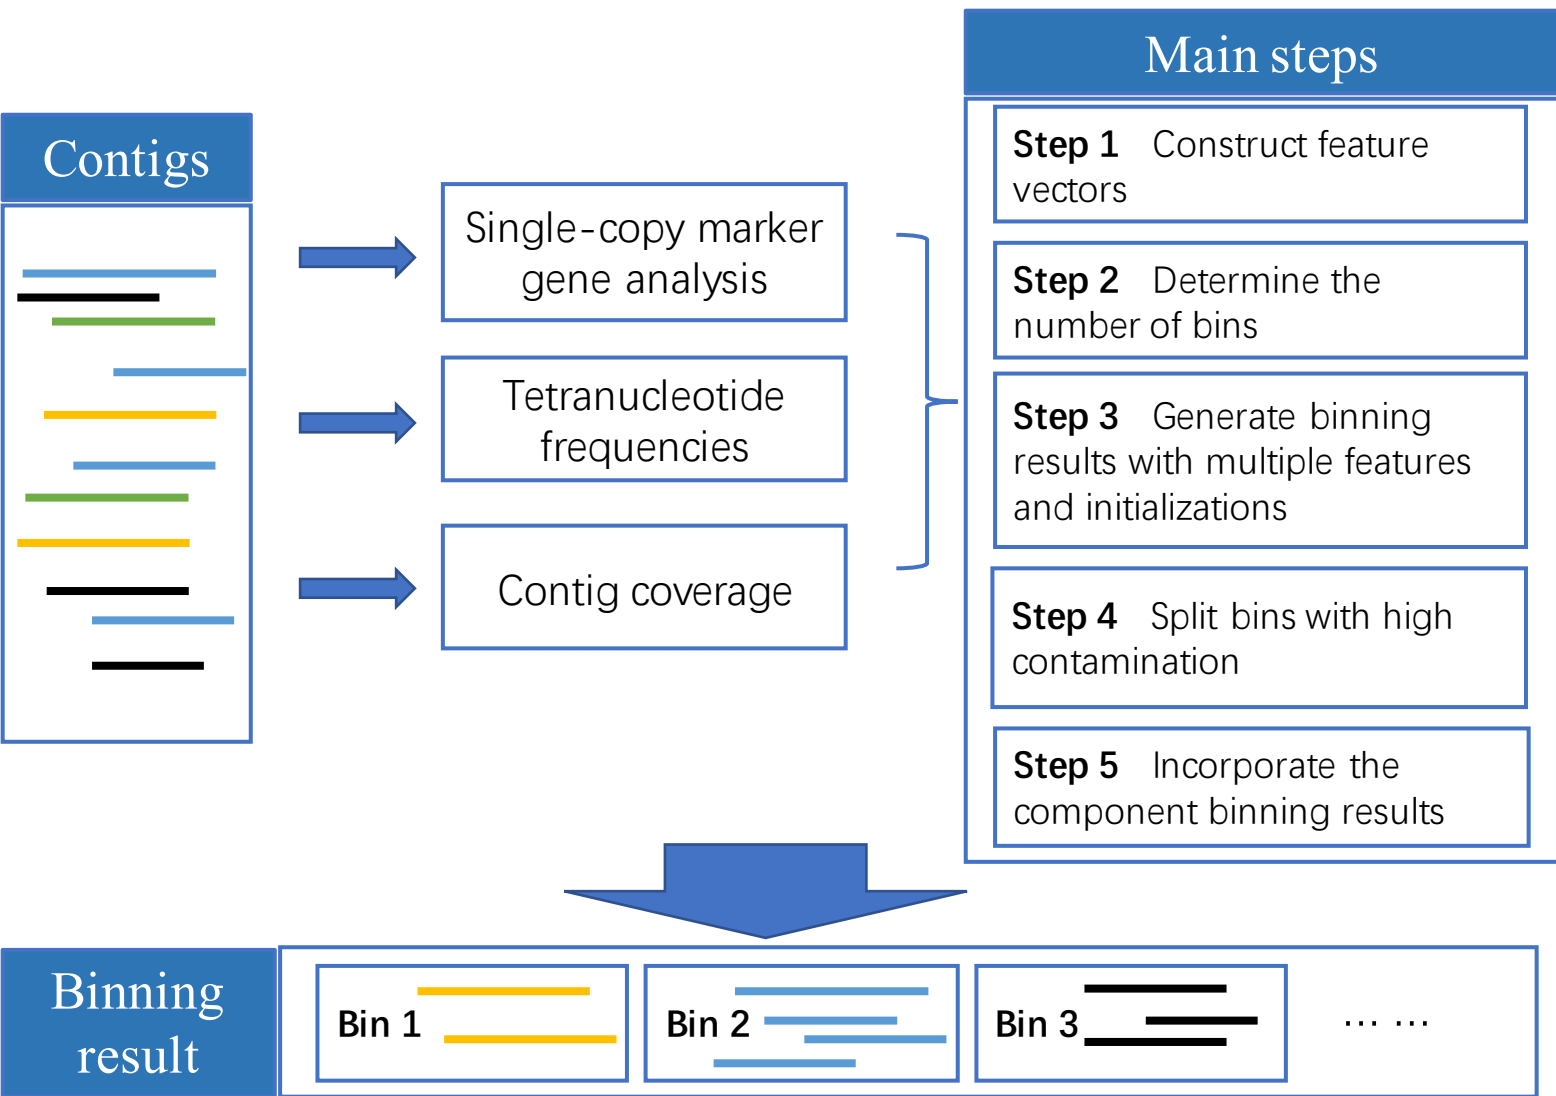 Contigs
Single-copy marker
gene analysis
Tetranucleotide
frequencies
Contig coverage
Main steps
Step 1 Construct feature
vectors
Step 2 Determine the
number of bins
Step 3 Generate binning
results with multiple features
and initializations
Step 4 Split bins with high
contamination
Step 5 Incorporate the
component binning results
Binning
result
Bin 1
Bin 2
Bin 3
... ...